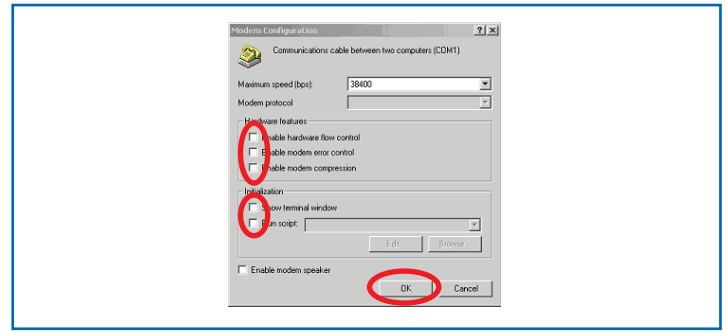 Modem Configuration
Communications cable between two computers (COM1)
Maximum speed (bps): 38400
Modem protocol
Hardware features
Enable hardware flow control
Enable modem error control
Enable modem compression
Initialization
Show terminal window
Run script:
Edit... Browse...
Enable modem speaker
OK Cancel